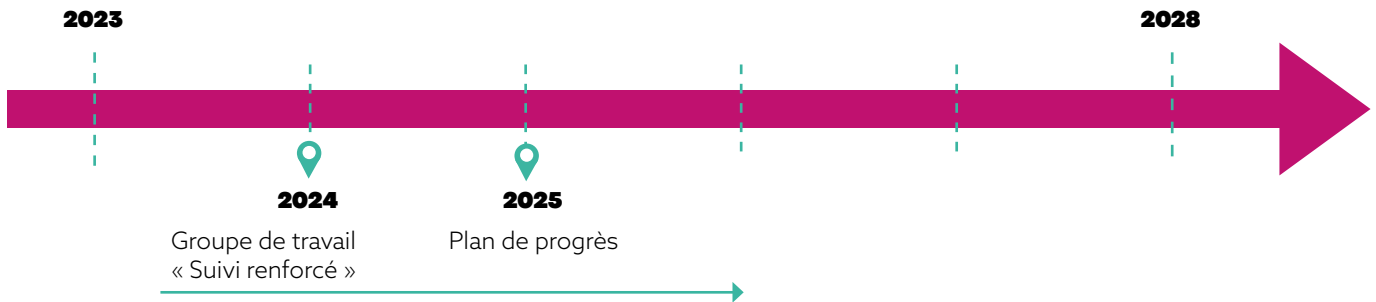 2023
2028
2024
2025
Groupe de travail
« Suivi renforcé »
Plan de progrès